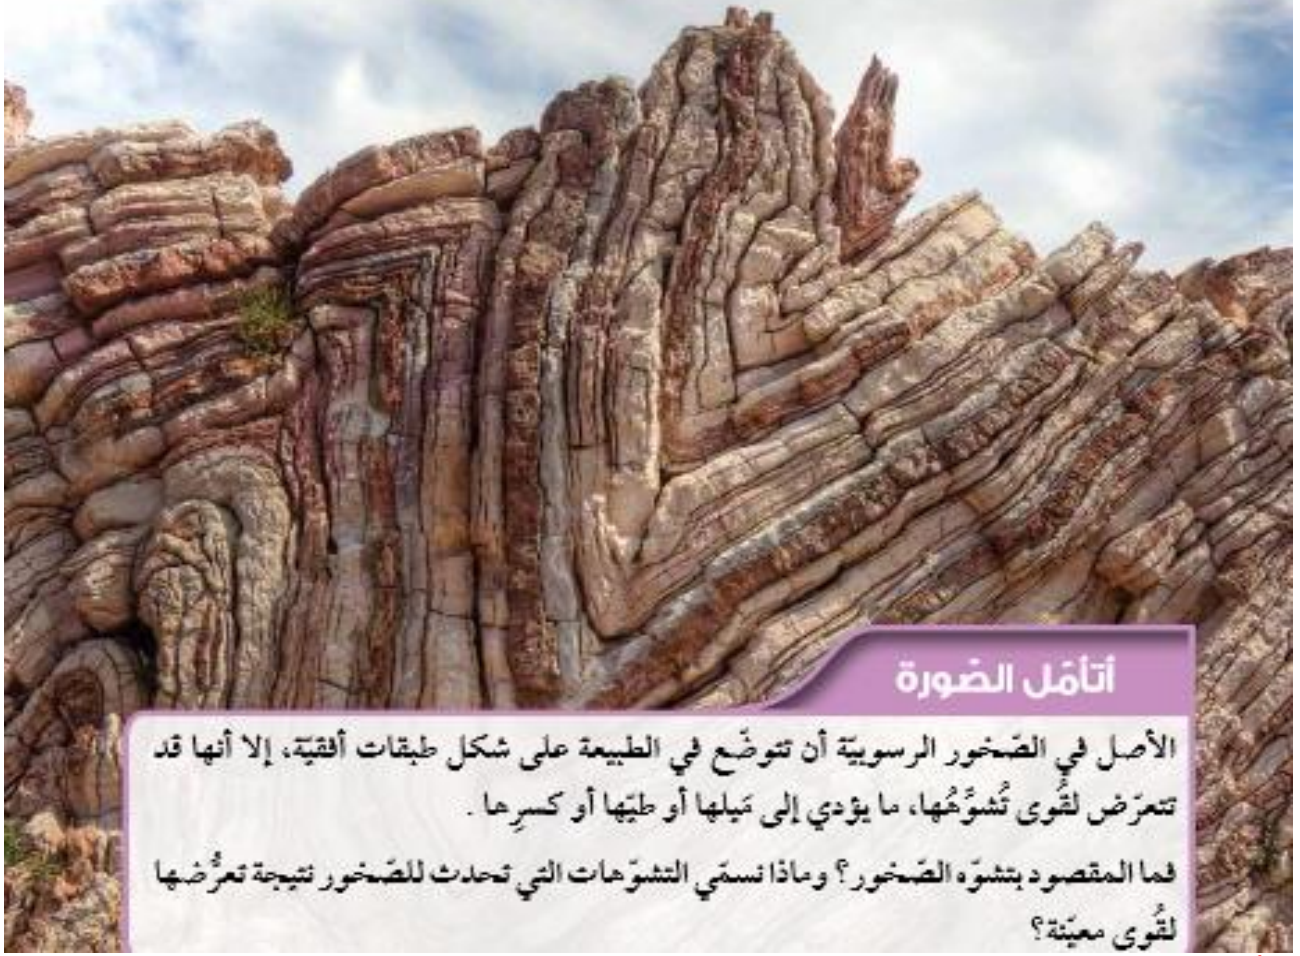 أتأمّل الصّورة
الأصل في الصّخور الرسوبيّة أن تتوضّع في الطبيعة على شكل طبقات أفقيّة، إلا أنها قد
تتعرّض لقُوى تُشوِّهُها، ما يؤدي إلى مَيلها أو طيّها أو كسرِها .
فما المقصود بتشوّه الصّخور؟ وماذا نسمّي التشوّهات التي تحدث للصّخور نتيجة تعرُّضها
لقُوى معيّنة؟